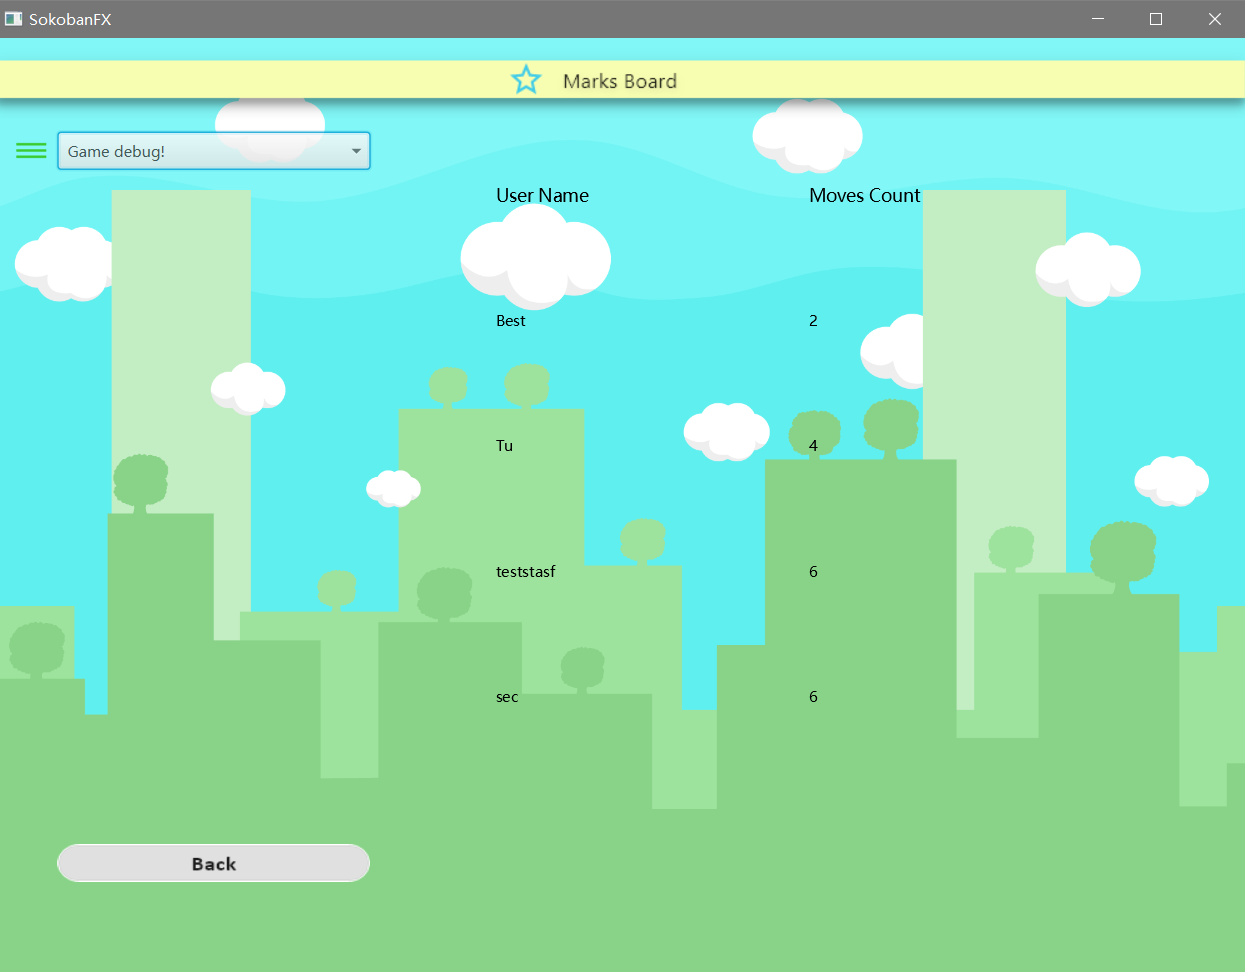 SokobanFX
Marks Board
Game debug!
User Name Moves Count
Best 2
Tu 4
teststasf 6
sec 6
Back